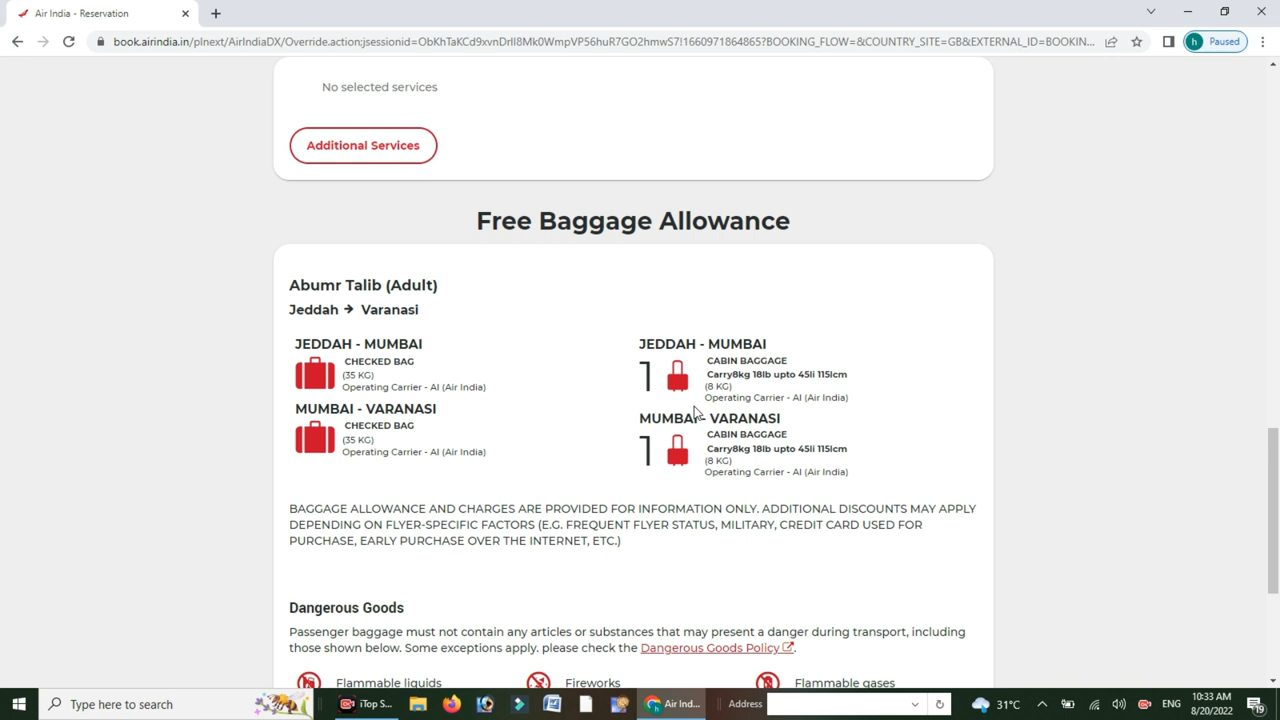 Air India - Reservation
book.airindia.in/plnext/AirIndiaDX/Override.action;jsessionid=ObKhTaKCd9xvnDrIl8Mk0WmpVP56huR7GO2hmwS7!1660971864865?BOOKING_FLOW=&COUNTRY_SITE=GB&EXTERNAL_ID=BOOKIN...
h Paused
No selected services
Additional Services
Free Baggage Allowance
Abumr Talib (Adult)
Jeddah → Varanasi
JEDDAH - MUMBAI
CHECKED BAG
(35 KG)
Operating Carrier - AI (Air India)
MUMBAI - VARANASI
CHECKED BAG
(35 KG)
Operating Carrier - AI (Air India)
JEDDAH - MUMBAI
1
CABIN BAGGAGE
Carry8kg 18lb upto 45li 115lcm
(8 KG)
Operating Carrier - AI (Air India)
MUMBAI - VARANASI
1
CABIN BAGGAGE
Carry8kg 18lb upto 45li 115lcm
(8 KG)
Operating Carrier - AI (Air India)
BAGGAGE ALLOWANCE AND CHARGES ARE PROVIDED FOR INFORMATION ONLY. ADDITIONAL DISCOUNTS MAY APPLY
DEPENDING ON FLYER-SPECIFIC FACTORS (E.G. FREQUENT FLYER STATUS, MILITARY, CREDIT CARD USED FOR
PURCHASE, EARLY PURCHASE OVER THE INTERNET, ETC.)
Dangerous Goods
Passenger baggage must not contain any articles or substances that may present a danger during transport, including
those shown below. Some exceptions apply. please check the Dangerous Goods Policy.
Flammable liquids Fireworks Flammable gases
Type here to search
iTop S...
Air Ind...
Address
31°C
ENG
10:33 AM
8/20/2022
19